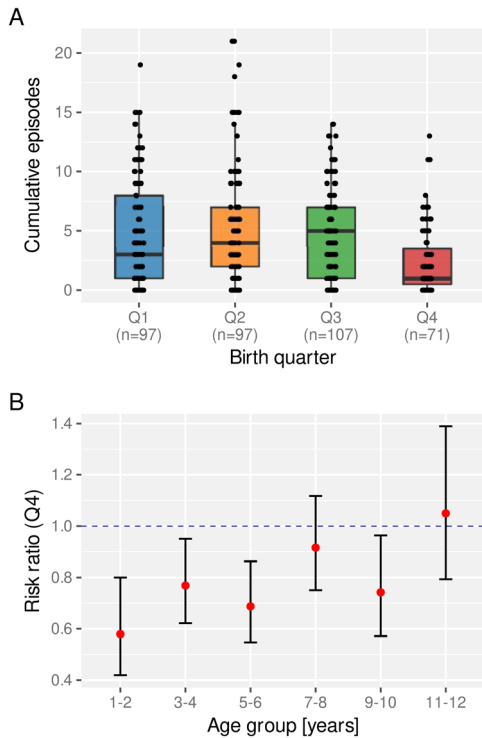 A
Cumulative episodes
20
15
10
5
0
Q1 Q2 Q3 Q4
(n=97) (n=97) (n=107) (n=71)
Birth quarter
B
Risk ratio (Q4)
1.4
1.2
1.0
0.8
0.6
0.4
1-2 3-4 5-6 7-8 9-10 11-12
Age group [years]